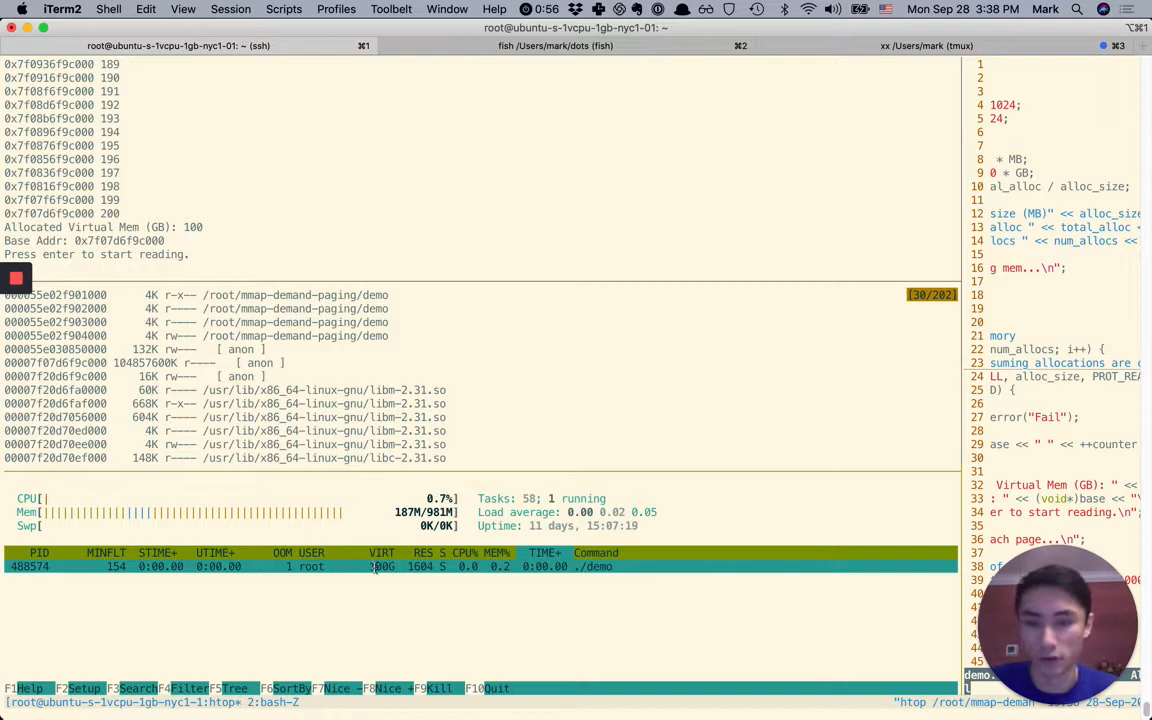 iTerm2 Shell Edit View Session Scripts Profiles Toolbelt Window Help 0:56 Mon Sep 28 3:38 PM Mark
root@ubuntu-s-1vcpu-1gb-nyc1-01: ~
⌥⌘1
root@ubuntu-s-1vcpu-1gb-nyc1-01: ~ (ssh) ⌘1 fish /Users/mark/dots (fish) ⌘2 xx /Users/mark (tmux) ⌘3
0x7f0936f9c000 189
0x7f0916f9c000 190
0x7f08f6f9c000 191
0x7f08d6f9c000 192
0x7f08b6f9c000 193
0x7f0896f9c000 194
0x7f0876f9c000 195
0x7f0856f9c000 196
0x7f0836f9c000 197
0x7f0816f9c000 198
0x7f07f6f9c000 199
0x7f07d6f9c000 200
Allocated Virtual Mem (GB): 100
Base Addr: 0x7f07d6f9c000
Press enter to start reading.
[30/202]
000055e02f901000 4K r-x-- /root/mmap-demand-paging/demo
000055e02f902000 4K r---- /root/mmap-demand-paging/demo
000055e02f903000 4K r---- /root/mmap-demand-paging/demo
000055e02f904000 4K rw--- /root/mmap-demand-paging/demo
000055e030850000 132K rw--- [ anon ]
00007f07d6f9c000 104857600K r---- [ anon ]
00007f20d6f9c000 16K rw--- [ anon ]
00007f20d6fa0000 60K r---- /usr/lib/x86_64-linux-gnu/libm-2.31.so
00007f20d6faf000 668K r-x-- /usr/lib/x86_64-linux-gnu/libm-2.31.so
00007f20d7056000 604K r---- /usr/lib/x86_64-linux-gnu/libm-2.31.so
00007f20d70ed000 4K r---- /usr/lib/x86_64-linux-gnu/libm-2.31.so
00007f20d70ee000 4K rw--- /usr/lib/x86_64-linux-gnu/libm-2.31.so
00007f20d70ef000 148K r---- /usr/lib/x86_64-linux-gnu/libc-2.31.so
CPU[| 0.7%] Tasks: 58; 1 running
Mem[||||||||||||||||||||||||||||||||||||||||||||| 187M/981M] Load average: 0.00 0.02 0.05
Swp[ 0K/0K] Uptime: 11 days, 15:07:19
PID MINFLT STIME+ UTIME+ OOM USER VIRT RES S CPU% MEM% TIME+ Command
488574 154 0:00.00 0:00.00 1 root 100G 1604 S 0.0 0.2 0:00.00 ./demo
F1Help F2Setup F3Search F4Filter F5Tree F6SortBy F7Nice - F8Nice + F9Kill F10Quit
[root@ubuntu-s-1vcpu-1gb-nyc1-1:htop* 2:bash-Z "htop /root/mmap-deman 28-Sep-20
1
2
3
4 1024;
5 24;
6
7
8 * MB;
9 0 * GB;
10 al_alloc / alloc_size;
11
12 size (MB)" << alloc_size
13 alloc " << total_alloc <
14 locs " << num_allocs <<
15
16 g mem...\n";
17
18
19
20
21 mory
22 num_allocs; i++) {
23 suming allocations are c
24 LL, alloc_size, PROT_REA
25 D) {
26
27 error("Fail");
28
29 ase << " " << ++counter
30
31
32 Virtual Mem (GB): " <<
33 : " << (void*)base << "\
34 er to start reading.\n";
35
36 ach page...\n";
37
38 of
39
40
41
42
43
44
45
demo.